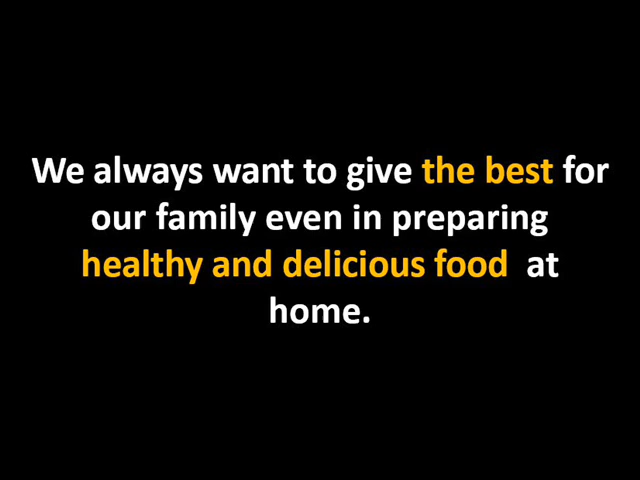 We always want to give the best for
our family even in preparing
healthy and delicious food  at
home.